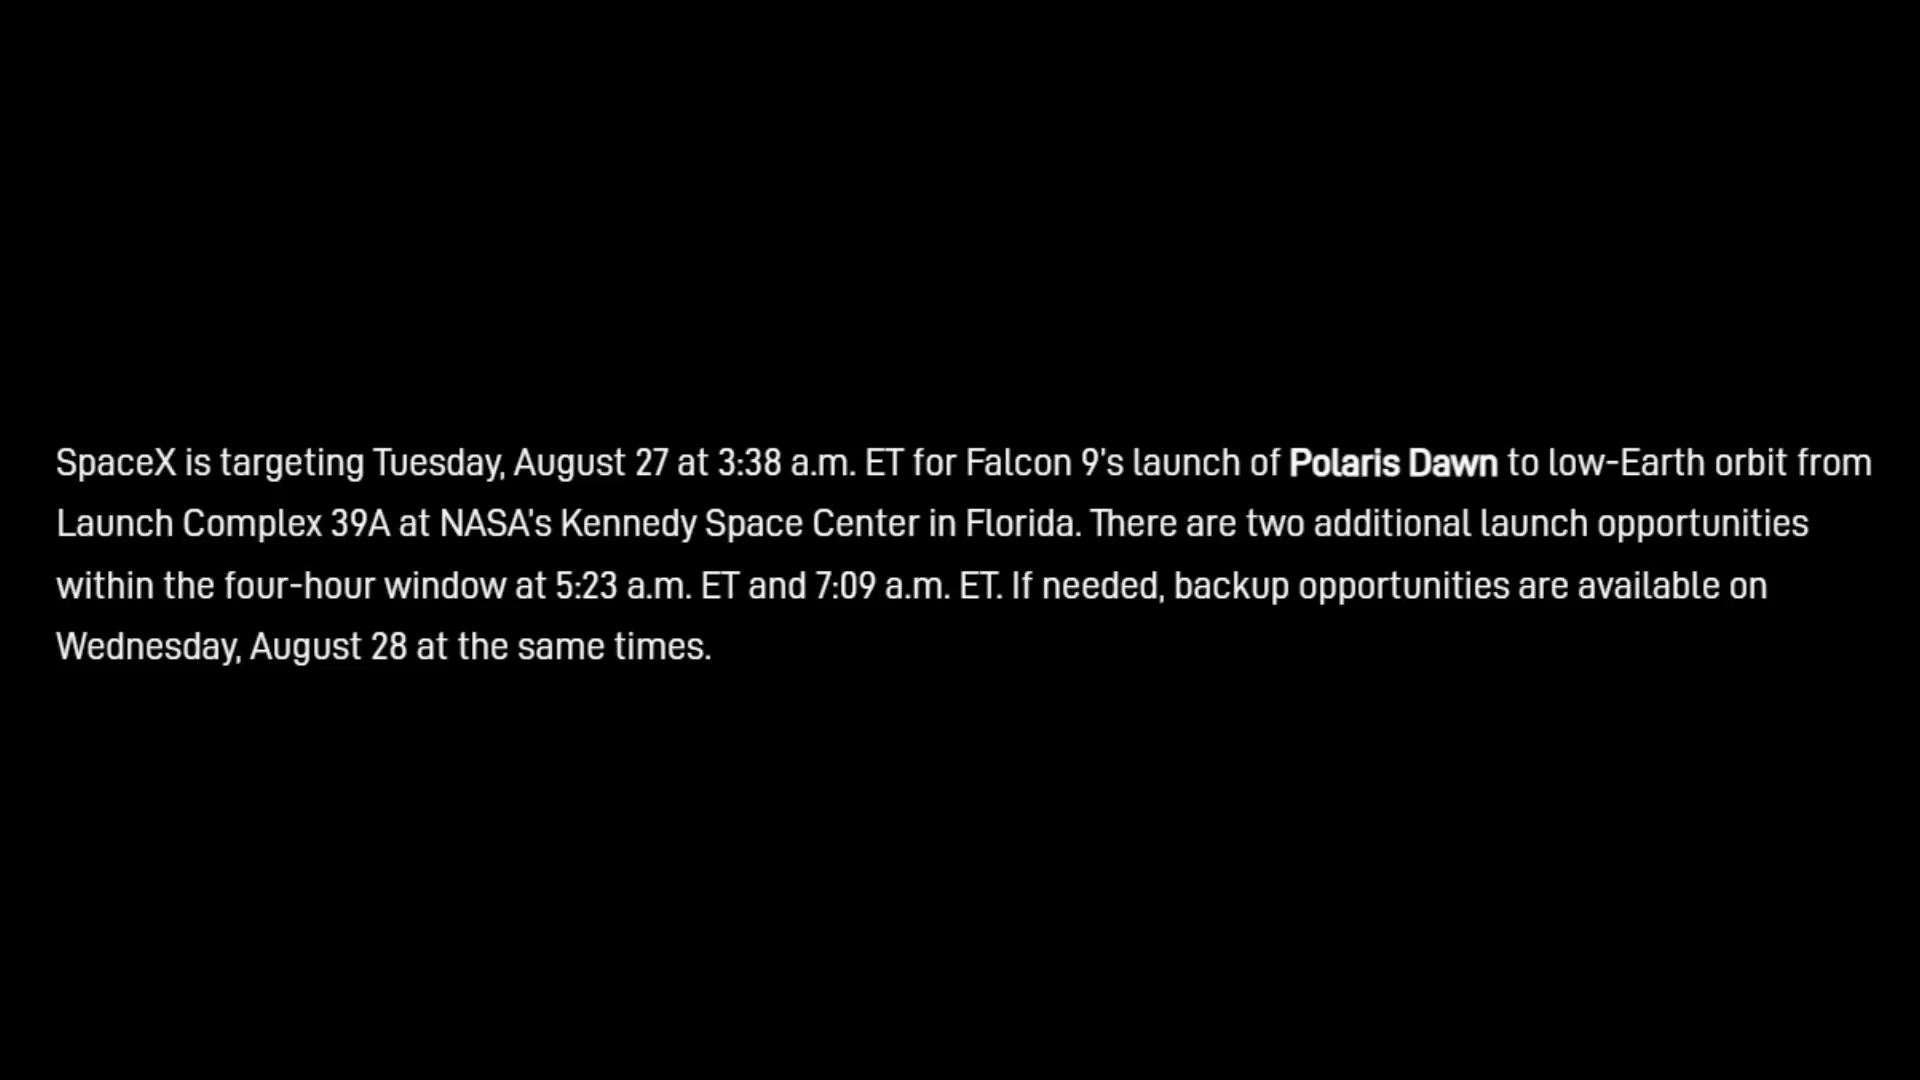 SpaceX is targeting Tuesday, August 27 at 3:38 a.m. ET for Falcon 9's launch of Polaris Dawn to low-Earth orbit from
Launch Complex 39A at NASA's Kennedy Space Center in Florida. There are two additional launch opportunities
within the four-hour window at 5:23 a.m. ET and 7:09 a.m. ET. If needed, backup opportunities are available on
Wednesday, August 28 at the same times.